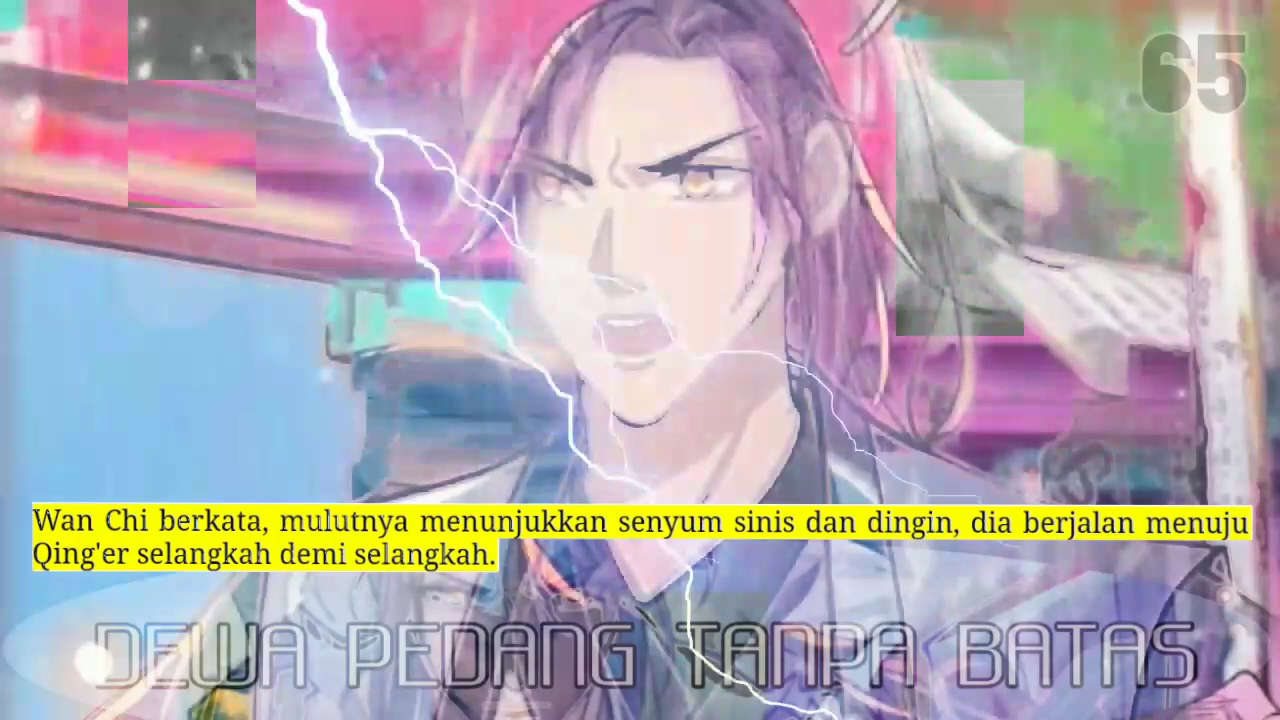 65
Wan Chi berkata, mulutnya menunjukkan senyum sinis dan dingin, dia berjalan menuju
Qing'er selangkah demi selangkah.
DEWA PEDANG TANPA BATAS